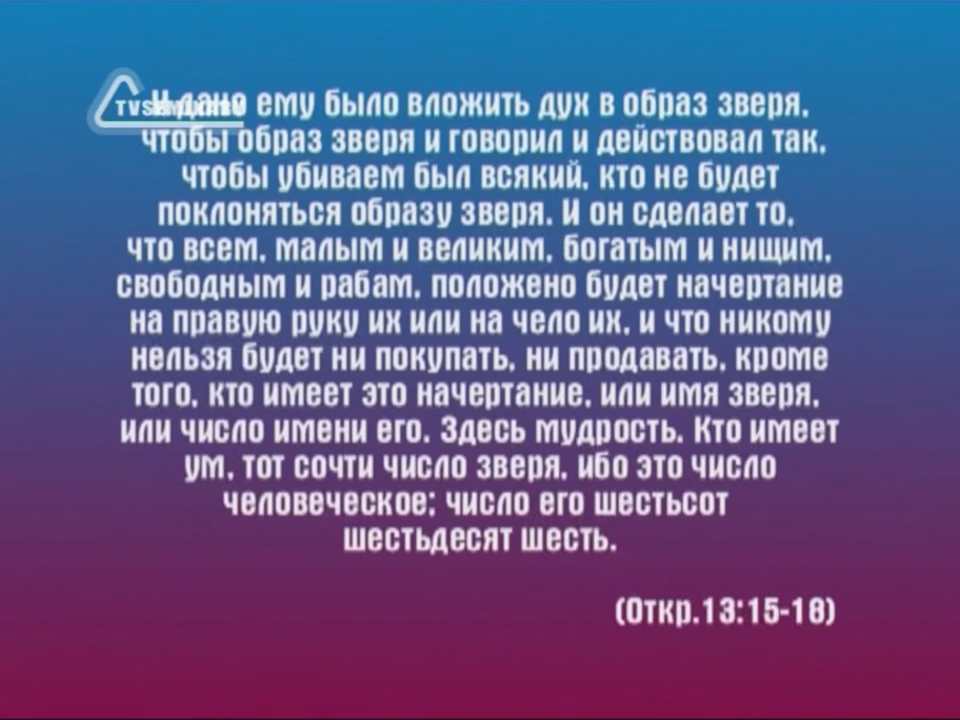 TVSEMINARY
И дано ему было вложить дух в образ зверя,
чтобы образ зверя и говорил и действовал так,
чтобы убиваем был всякий, кто не будет
поклоняться образу зверя. И он сделает то,
что всем, малым и великим, богатым и нищим,
свободным и рабам, положено будет начертание
на правую руку их или на чело их, и что никому
нельзя будет ни покупать, ни продавать, кроме
того, кто имеет это начертание, или имя зверя,
или число имени его. Здесь мудрость. Кто имеет
ум, тот сочти число зверя, ибо это число
человеческое; число его шестьсот
шестьдесят шесть.
(Откр.13:15-18)